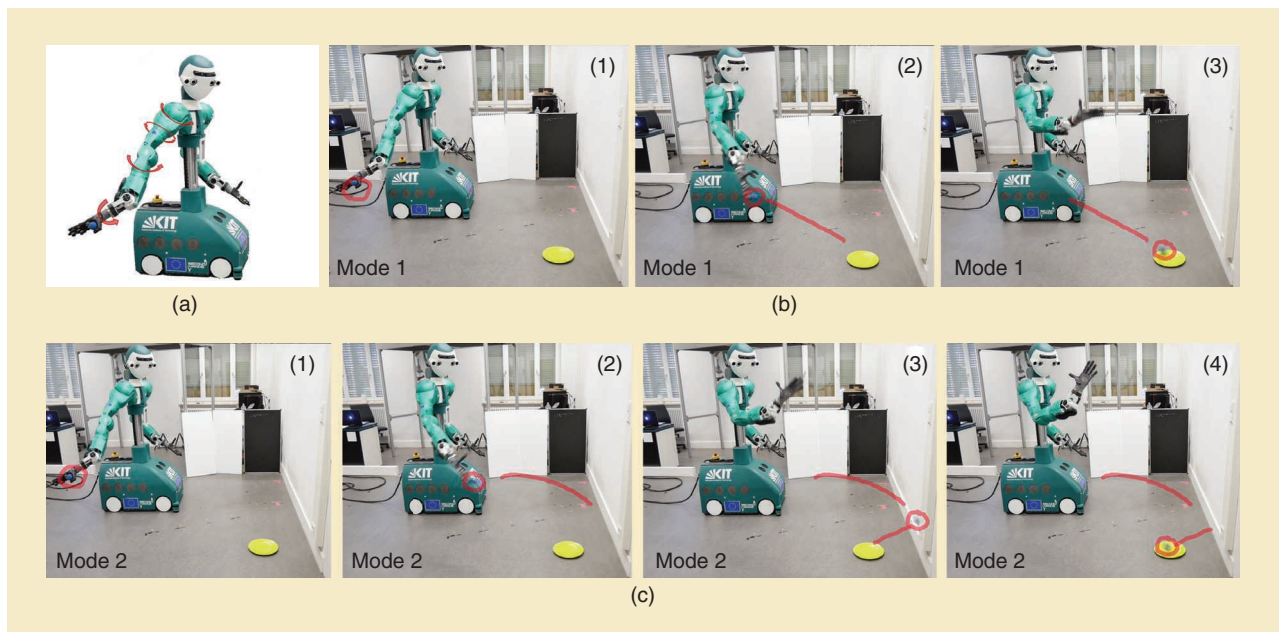 KIT
(a)
(1)
KIT
Mode 1
(2)
KIT
Mode 1
(3)
KIT
Mode 1
(b)
(1)
KIT
Mode 2
(2)
KIT
Mode 2
(3)
KIT
Mode 2
(4)
KIT
Mode 2
(c)